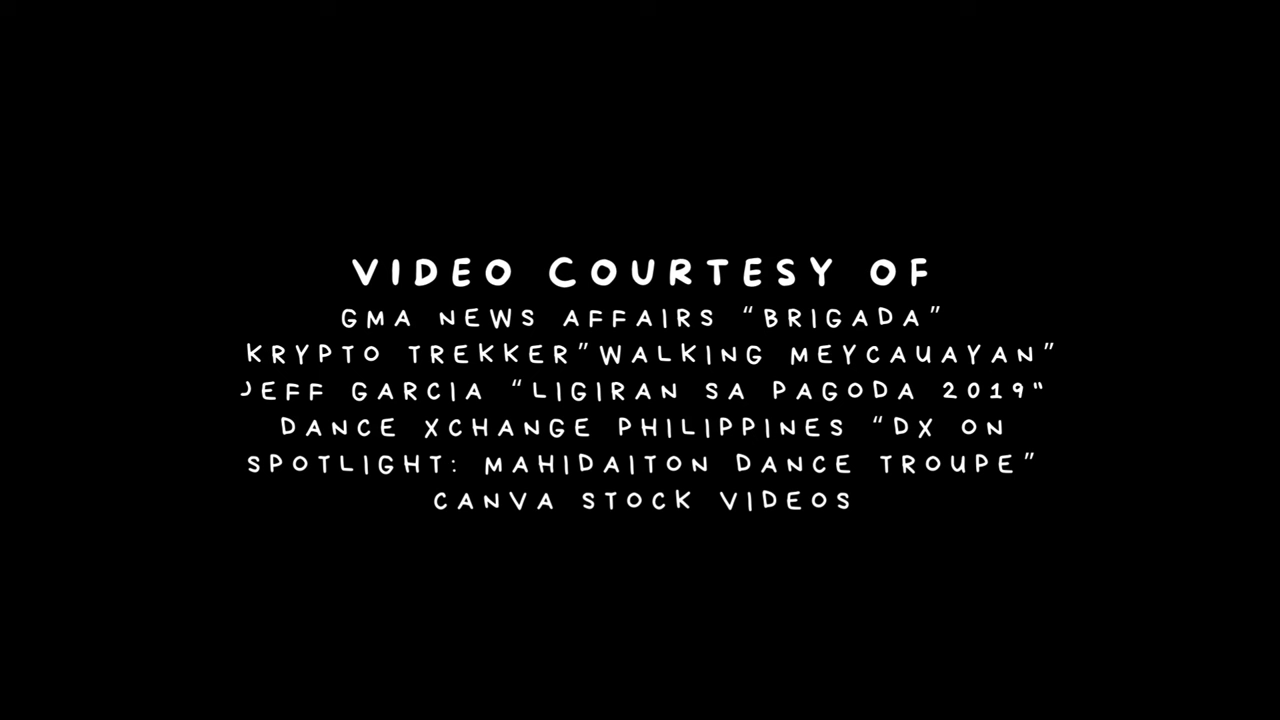 VIDEO COURTESY OF
GMA NEWS AFFAIRS “BRIGADA”
KRYPTO TREKKER”WALKING MEYCAUAYAN”
JEFF GARCIA “LIGIRAN SA PAGODA 2019"
DANCE XCHANGE PHILIPPINES “DX ON
SPOTLIGHT: MAHIDAITON DANCE TROUPE”
CANVA STOCK VIDEOS